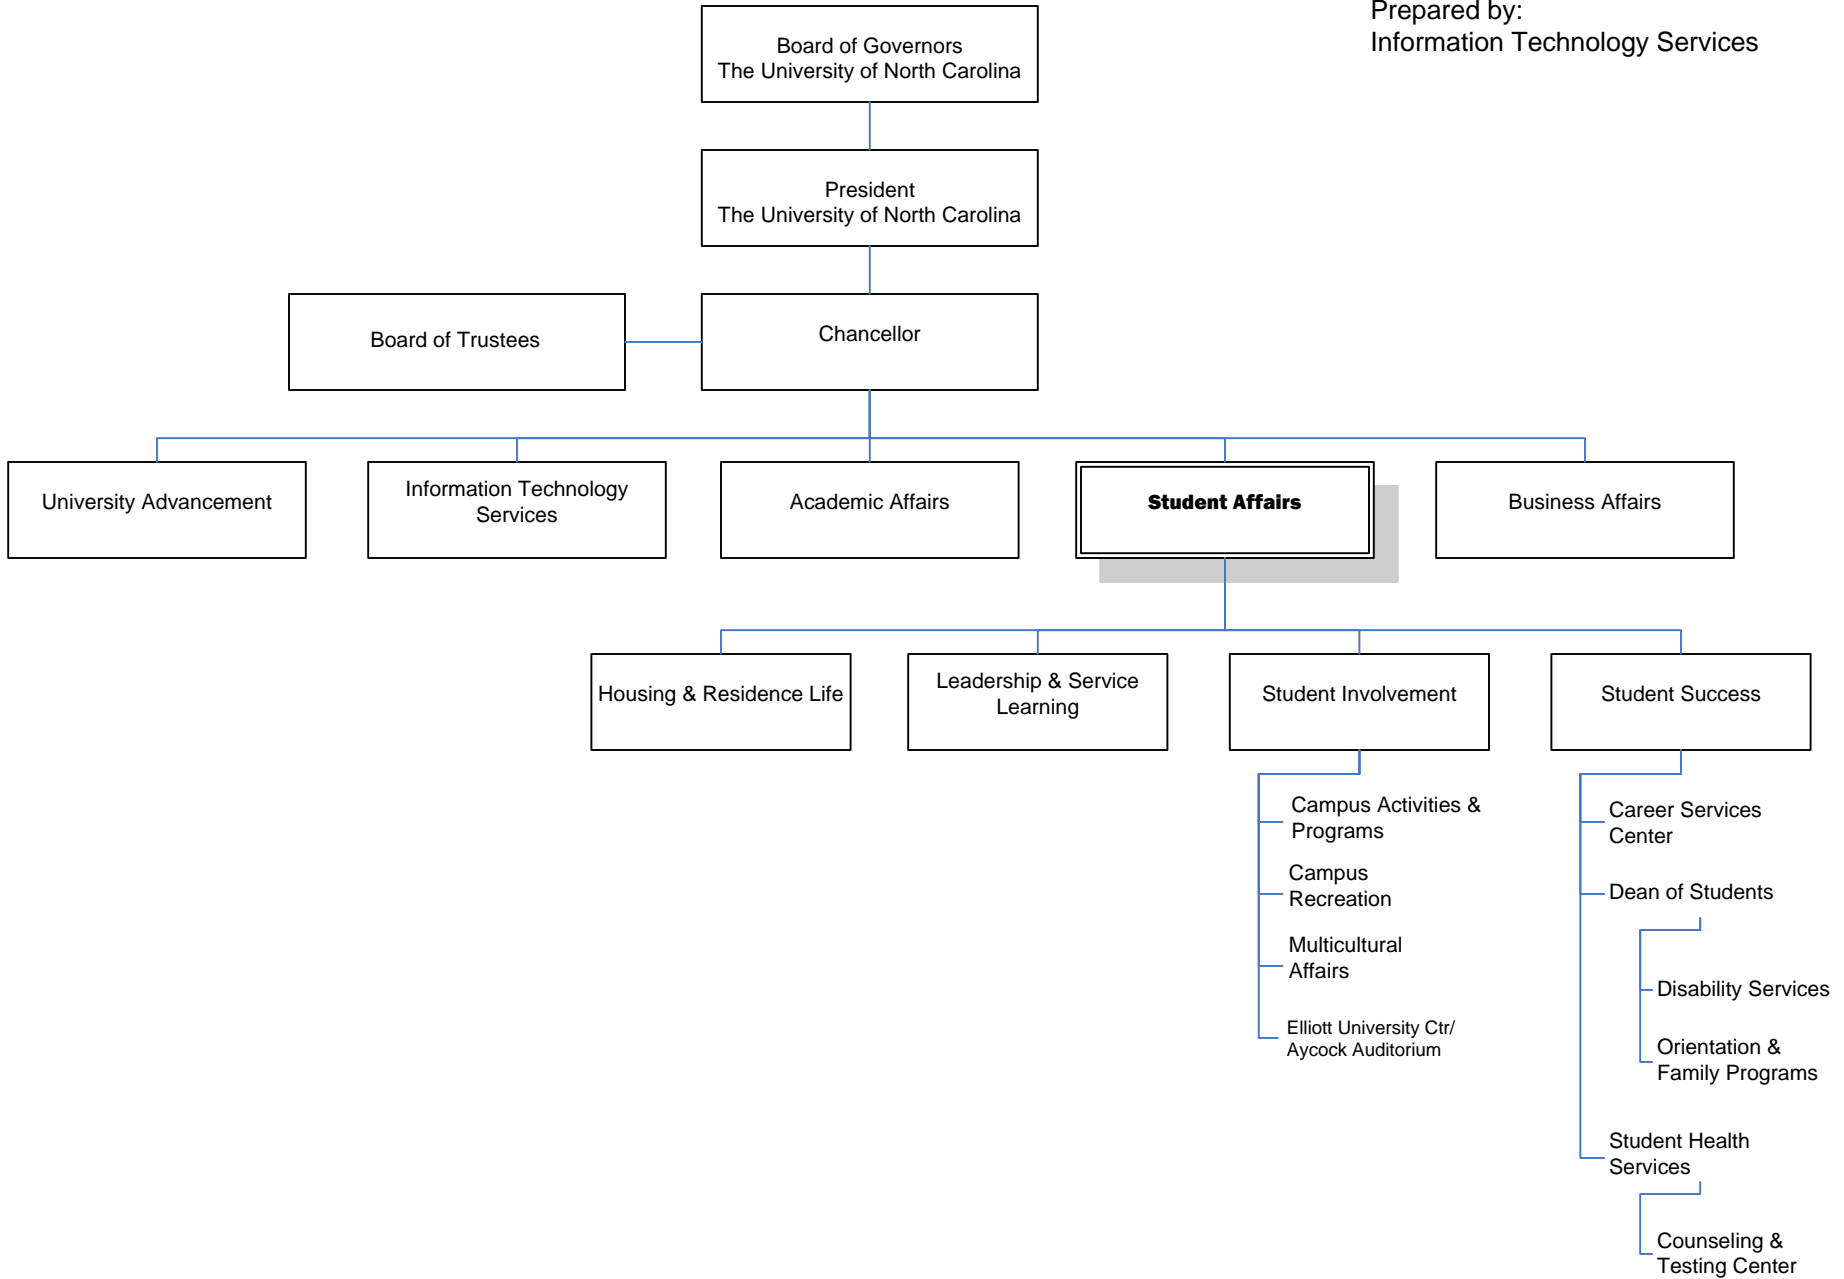 Prepared by:
Information Technology Services
Board of Governors
The University of North Carolina
President
The University of North Carolina
Board of Trustees
Chancellor
University Advancement
Information Technology
Services
Academic Affairs
Student Affairs
Business Affairs
Housing & Residence Life
Leadership & Service
Learning
Student Involvement
Student Success
Campus Activities &
Programs
Campus
Recreation
Multicultural
Affairs
Elliott University Ctr/
Aycock Auditorium
Career Services
Center
Dean of Students
Disability Services
Orientation &
Family Programs
Student Health
Services
Counseling &
Testing Center